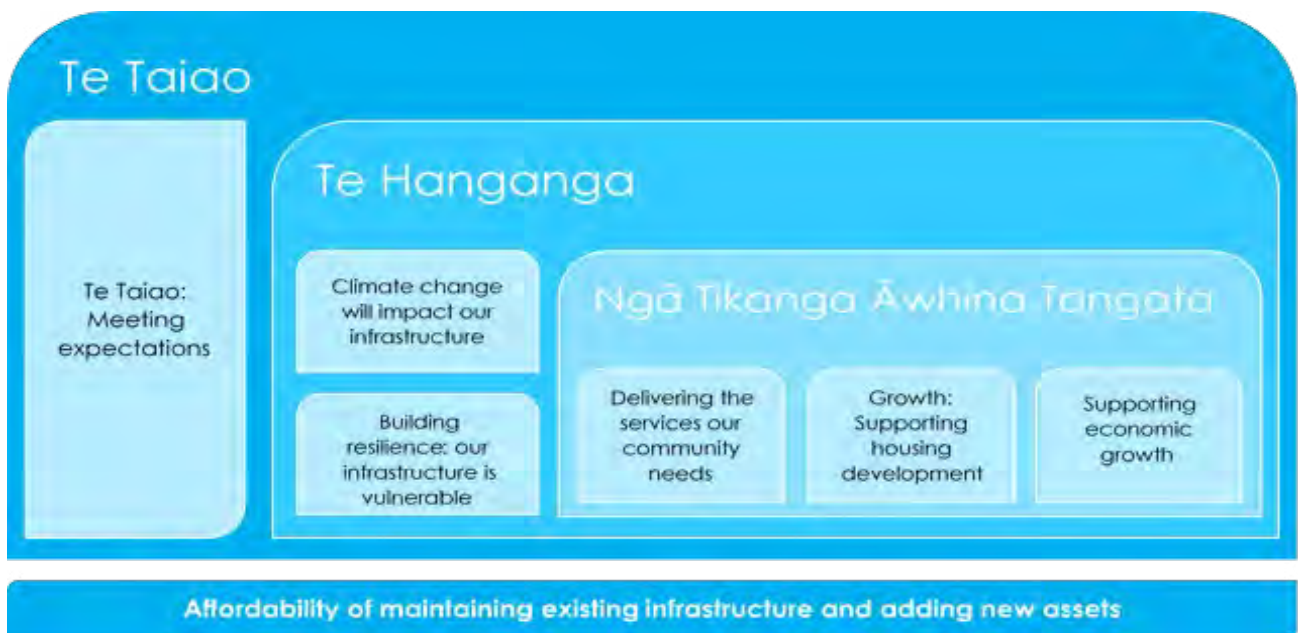 Te Taiao
Te Taiao:
Meeting
expectations
Te Hanganga
Climate change
will impact our
infrastructure
Building
resilience: our
infrastructure is
vulnerable
Ngā Tikanga Āwhina Tangata
Delivering the
services our
community
needs
Growth:
Supporting
housing
development
Supporting
economic
growth
Affordability of maintaining existing infrastructure and adding new assets